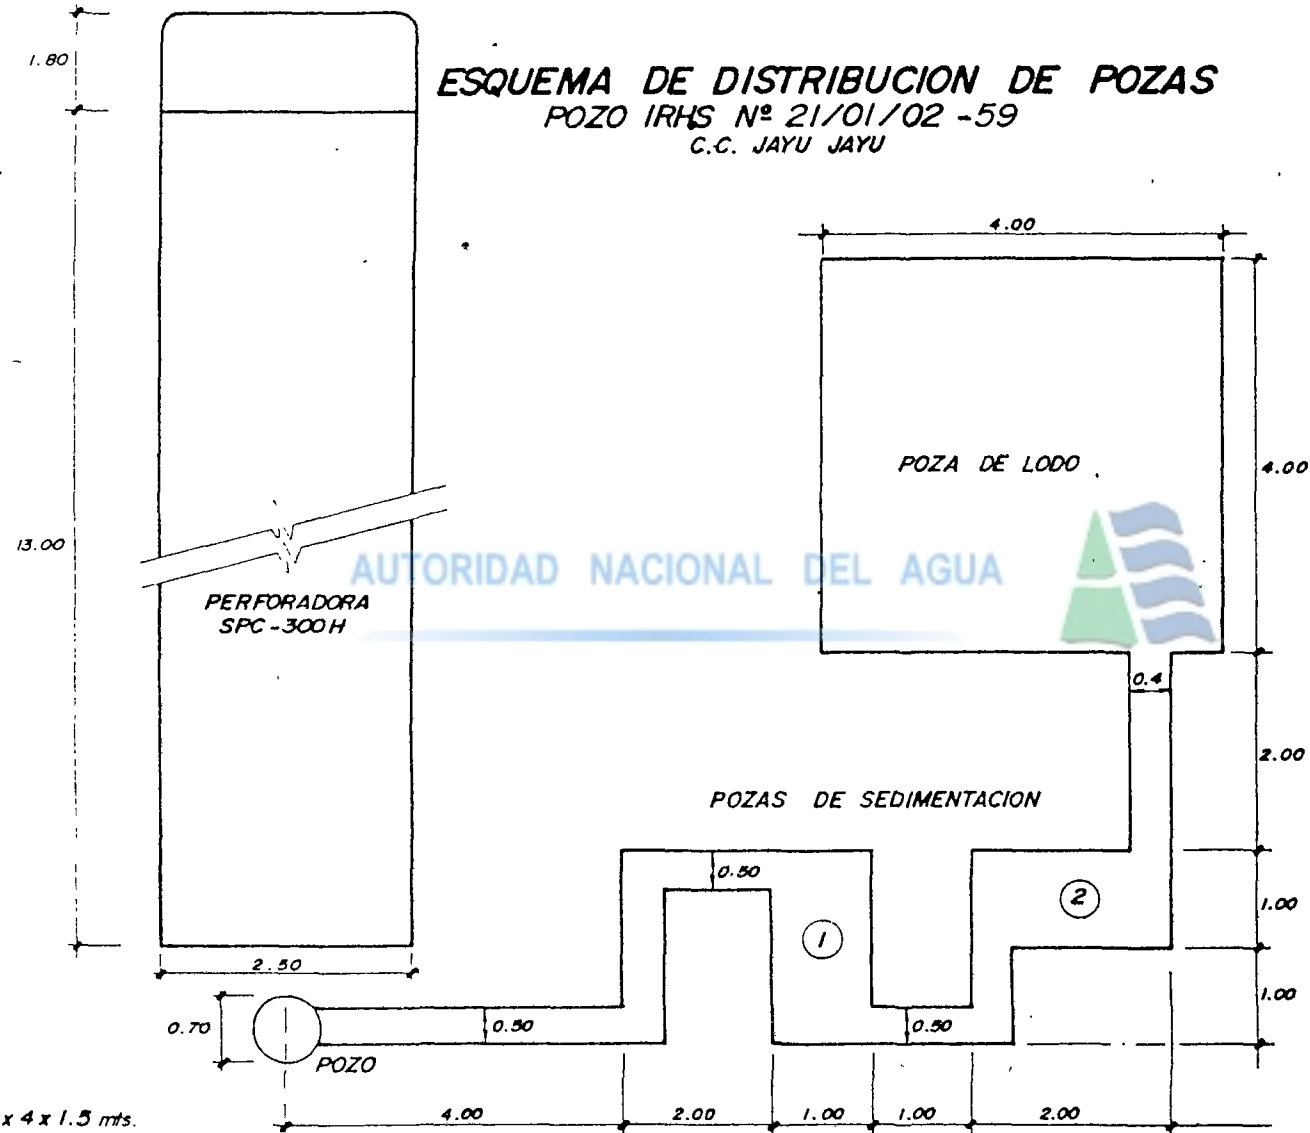 1.80
ESQUEMA DE DISTRIBUCION DE POZAS
POZO IRHS Nº 21/01/02 -59
C.C. JAYU JAYU
4.00
POZA DE LODO
4.00
13.00
AUTORIDAD NACIONAL DEL AGUA
PERFORADORA
SPC-300H
0.4
2.00
POZAS DE SEDIMENTACION
0.50
2
1.00
1
2.50
1.00
0.70
0.50
0.50
POZO
x 4 x 1.5 mts.
4.00
2.00
1.00
1.00
2.00